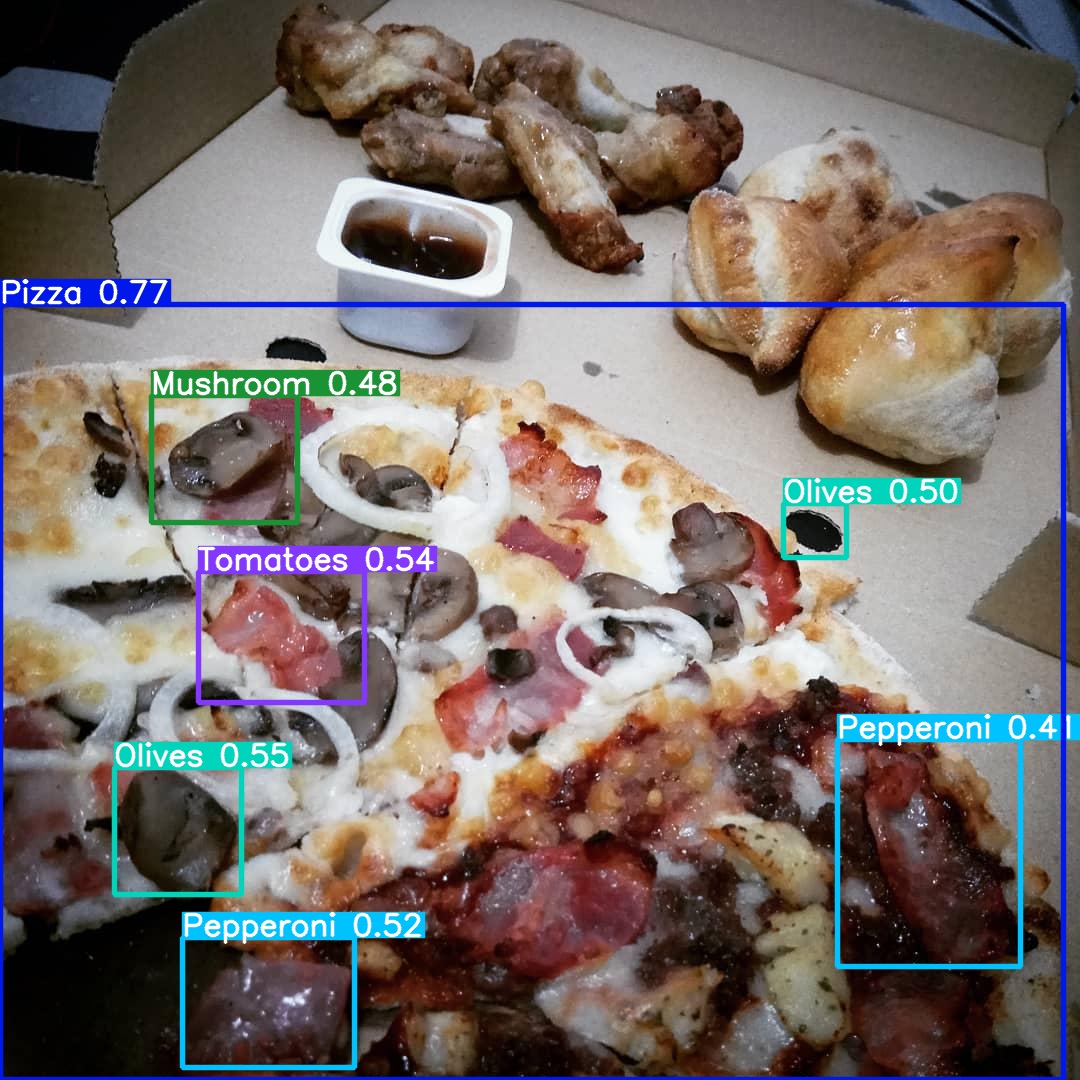 Pizza 0.77
Mushroom 0.48
Olives 0.50
Tomatoes 0.54
Pepperoni 0.41
Olives 0.55
Pepperoni 0.52